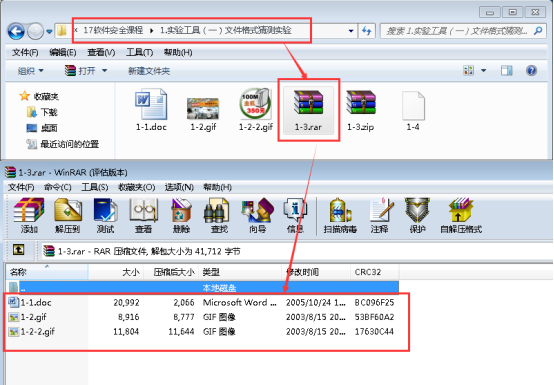 17软件安全课程 ▸ 1.实验工具（一）文件格式猜测实验
搜索 1.实验工具（一）文件格式猜测...
文件(F) 编辑(E) 查看(V) 工具(T) 帮助(H)
组织 打开 新建文件夹
收藏夹
下载
桌面
最近访问的位置
100M
350元
1-1.doc 1-2.gif 1-2-2.gif 1-3.rar 1-3.zip 1-4
1-3.rar - WinRAR (评估版本)
文件(F) 命令(C) 工具(S) 收藏夹(O) 选项(N) 帮助(H)
添加 解压到 测试 查看 删除 查找 向导 信息 扫描病毒 注释 保护 自解压格式
1-3.rar - RAR 压缩文件, 解包大小为 41,712 字节
名称 大小 压缩后大小 类型 修改时间 CRC32
.. 本地磁盘
1-1.doc 20,992 2,066 Microsoft Word ... 2005/10/24 1... BC096F25
1-2.gif 8,916 8,777 GIF 图像 2003/8/15 20... 53BF60A2
1-2-2.gif 11,804 11,644 GIF 图像 2003/8/15 20... 17630C44